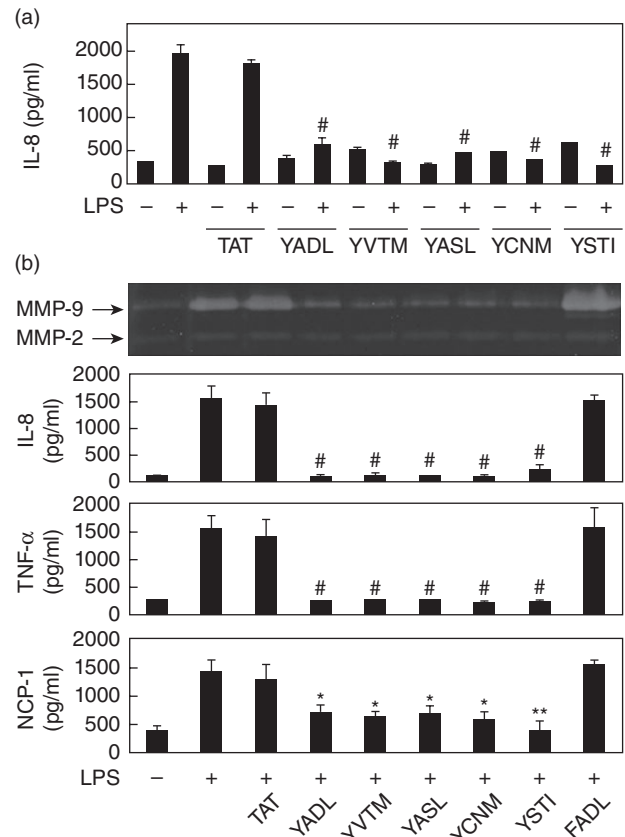 (a)
2000
1500
1000
500
0
IL-8 (pg/ml)
# # # # #
LPS − + − + − + − + − + − + − +
TAT YADL YVTM YASL YCNM YSTI
(b)
MMP-9
MMP-2
2000
1500
1000
500
0
IL-8
(pg/ml)
# # # # #
2000
1500
1000
500
0
TNF-α
(pg/ml)
# # # # #
2000
1500
1000
500
0
NCP-1
(pg/ml)
* * * * **
LPS − + + + + + + + +
TAT YADL YVTM YASL YCNM YSTI FADL